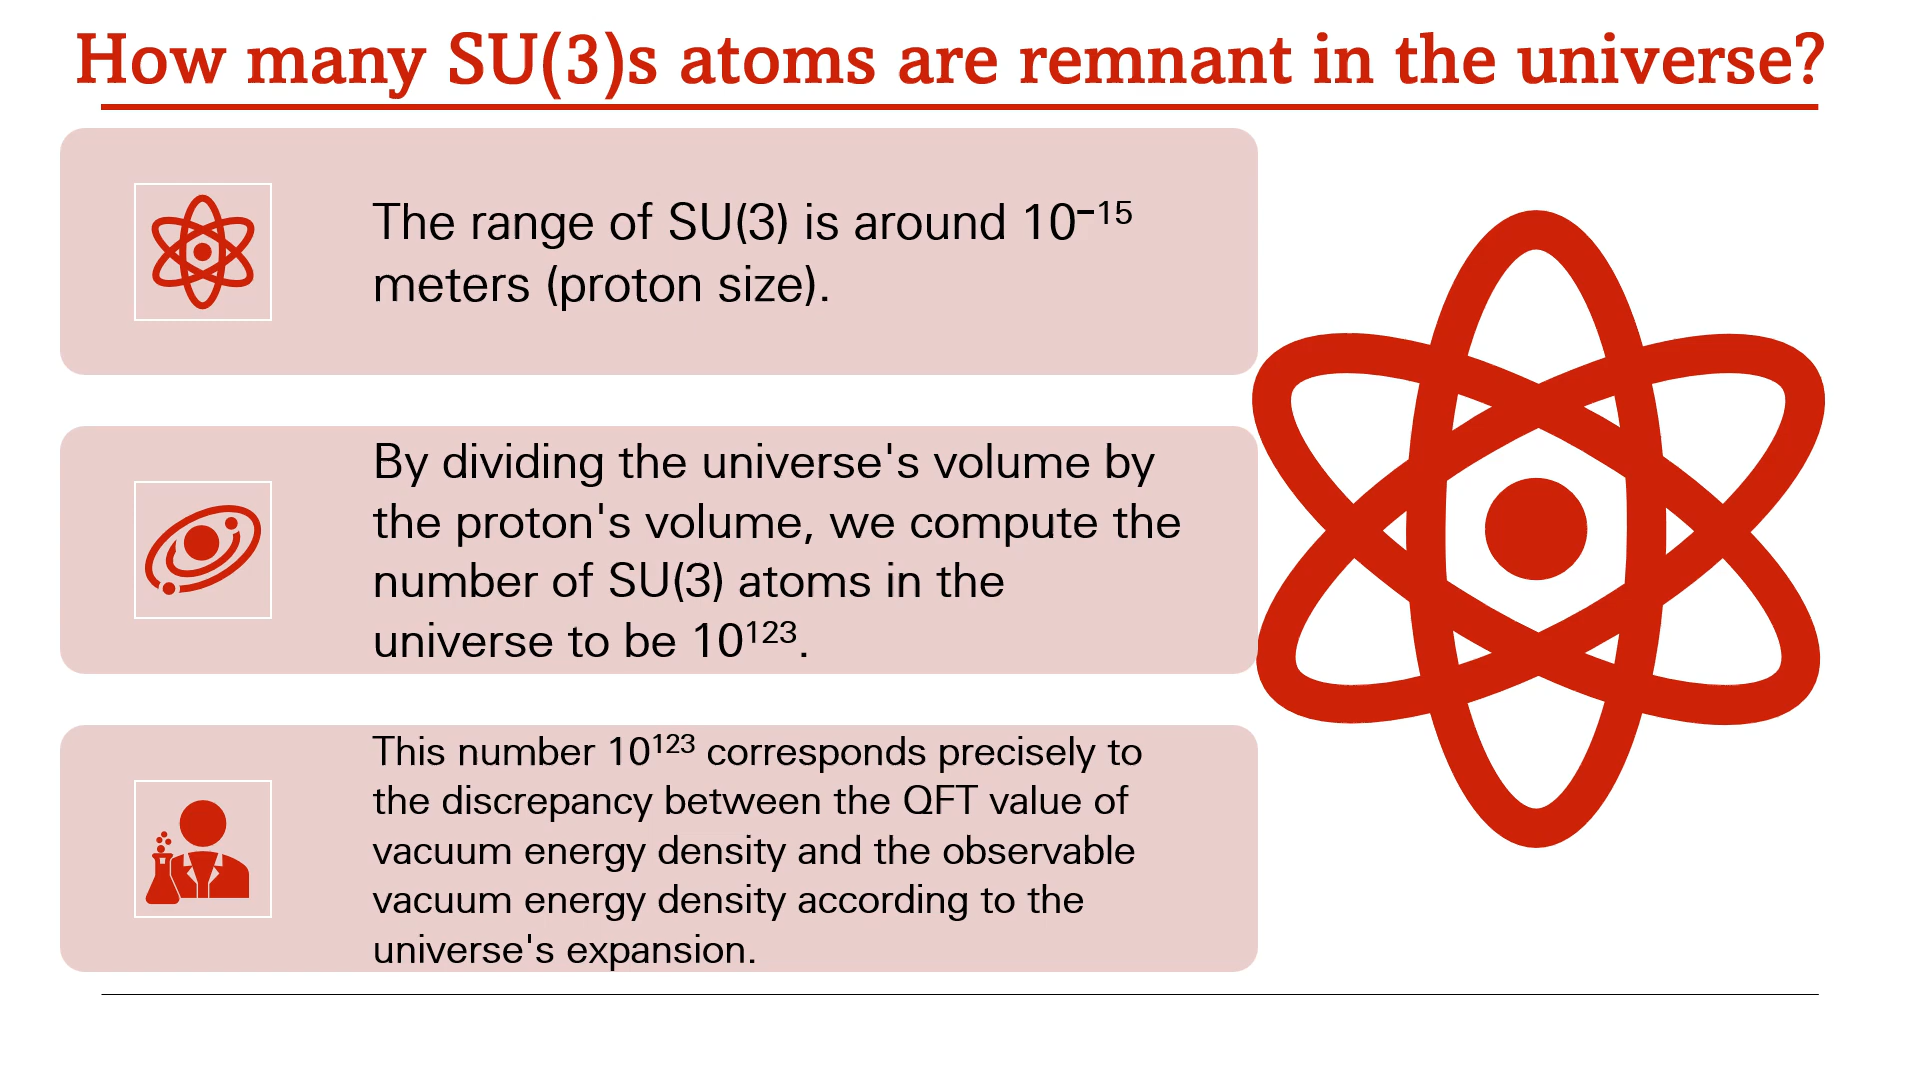 How many SU(3)s atoms are remnant in the universe?
The range of SU(3) is around 10⁻¹⁵
meters (proton size).
By dividing the universe's volume by
the proton's volume, we compute the
number of SU(3) atoms in the
universe to be 10¹²³.
This number 10¹²³ corresponds precisely to
the discrepancy between the QFT value of
vacuum energy density and the observable
vacuum energy density according to the
universe's expansion.